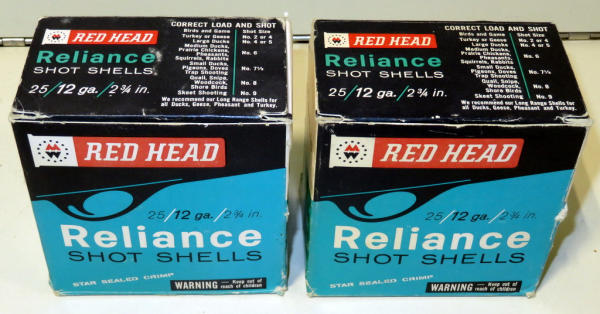 RED HEAD
Reliance
SHOT SHELLS
25/12 ga./2 3/4 in.
CORRECT LOAD AND SHOT
Birds and Game Shot Size
Turkey or Geese No. 2 or 4
Large Ducks No. 4 or 5
Medium Ducks,
Prairie Chickens, No. 6
Pheasants,
Squirrels, Rabbits
Small Ducks,
Pigeons, Doves No. 7½
Trap Shooting
Quail, Snipe,
Woodcock, No. 8
Shore Birds
Skeet Shooting No. 9
We recommend our Long Range Shells for
all Ducks, Geese, Pheasant and Turkey.
RED HEAD
25/12 ga./2¾ in.
Reliance
SHOT SHELLS
STAR SEALED CRIMP
WARNING — Keep out of
reach of children
RED HEAD
Reliance
SHOT SHELLS
25/12 ga./2¾ in.
CORRECT LOAD AND SHOT
Birds and Game Shot Size
Turkey or Geese No. 2 or 4
Large Ducks No. 4 or 5
Medium Ducks,
Prairie Chickens, No. 6
Pheasants,
Squirrels, Rabbits
Small Ducks,
Pigeons, Doves No. 7½
Trap Shooting
Quail, Snipe,
Woodcock, No. 8
Shore Birds
Skeet Shooting No. 9
We recommend our Long Range Shells for
all Ducks, Geese, Pheasant and Turkey.
RED HEAD
25/12 ga./2¾ in.
Reliance
SHOT SHELLS
STAR SEALED CRIMP
WARNING — Keep out of
reach of children